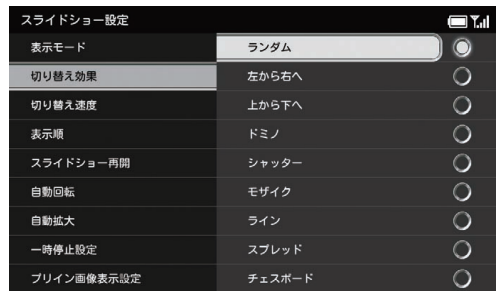 スライドショー設定
表示モード
切り替え効果
切り替え速度
表示順
スライドショー再開
自動回転
自動拡大
一時停止設定
プリイン画像表示設定
ランダム
左から右へ
上から下へ
ドミノ
シャッター
モザイク
ライン
スプレッド
チェスボード